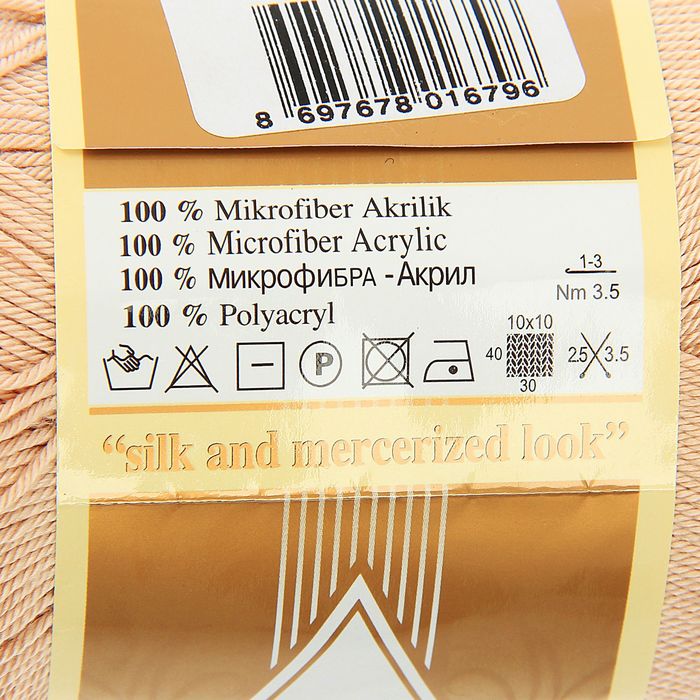 8 697678 016796
100 % Mikrofiber Akrilik
100 % Microfiber Acrylic
100 % МИКРОФИБРА - Акрил
100 % Polyacryl
1-3
Nm 3.5
P
10x10
40
30
2.5 3.5
“silk and mercerized look”